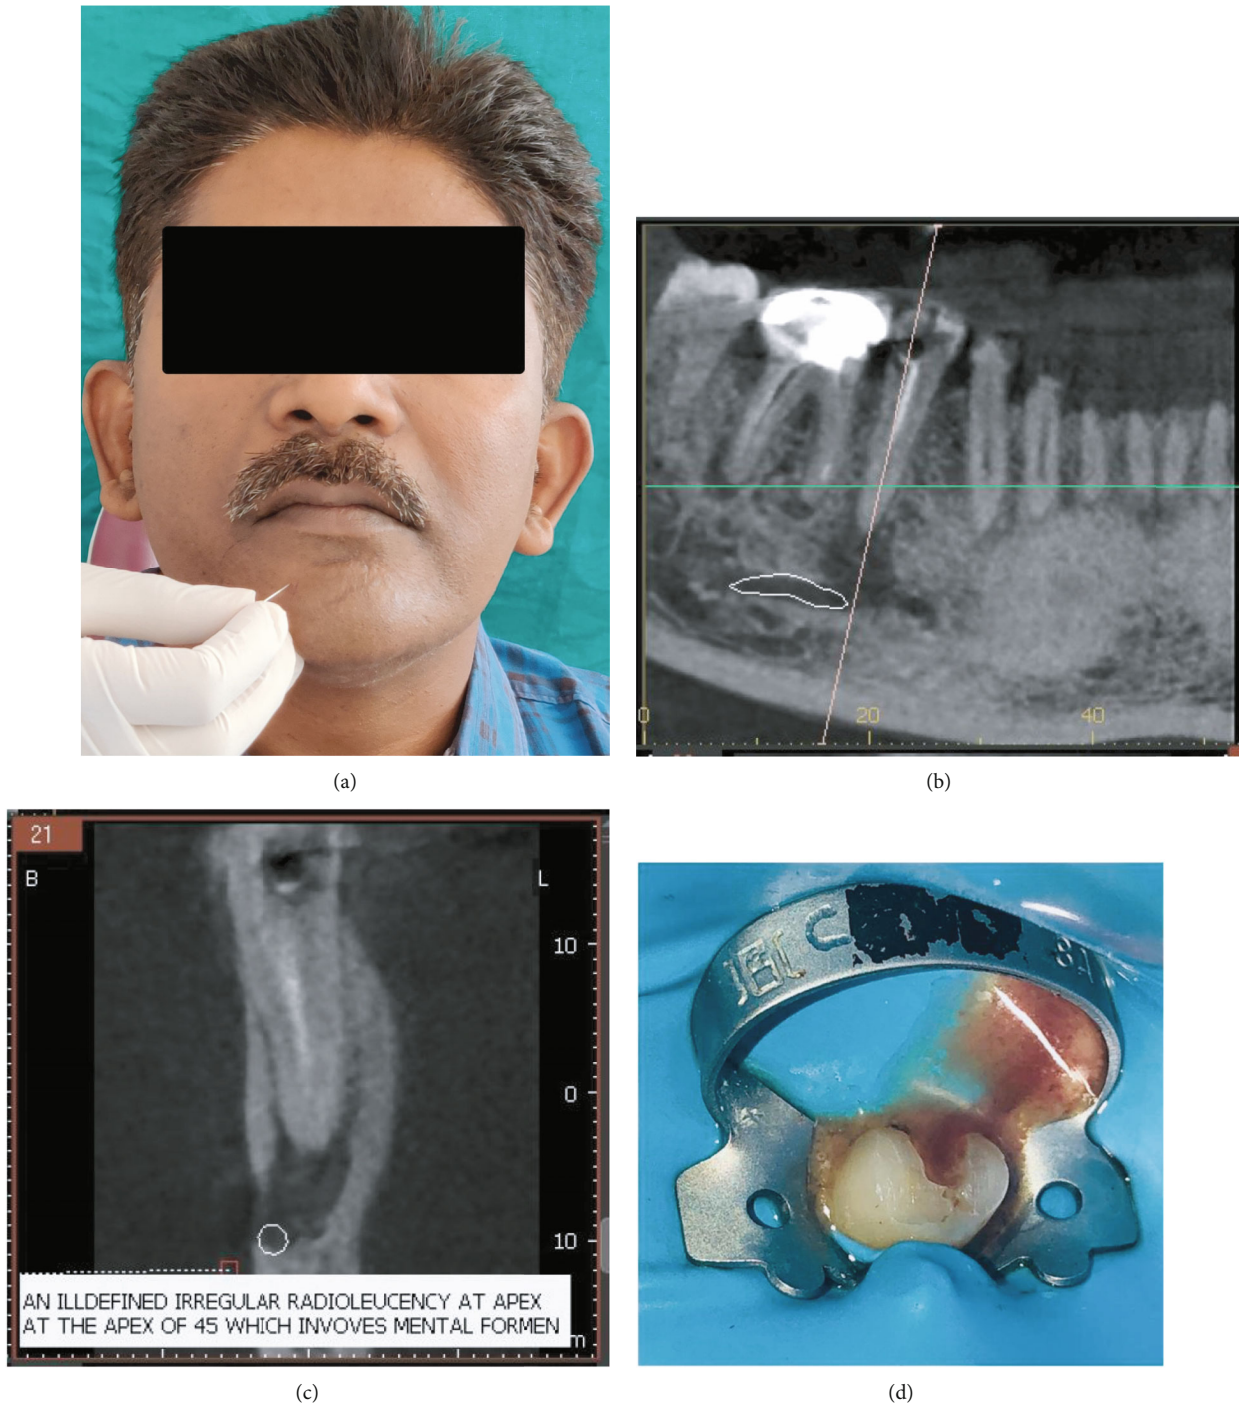 (a)
0
20
40
(b)
21
B
L
10
0
10
AN ILLDEFINED IRREGULAR RADIOLEUCENCY AT APEX
AT THE APEX OF 45 WHICH INVOVES MENTAL FORMEN
m
(c)
(d)